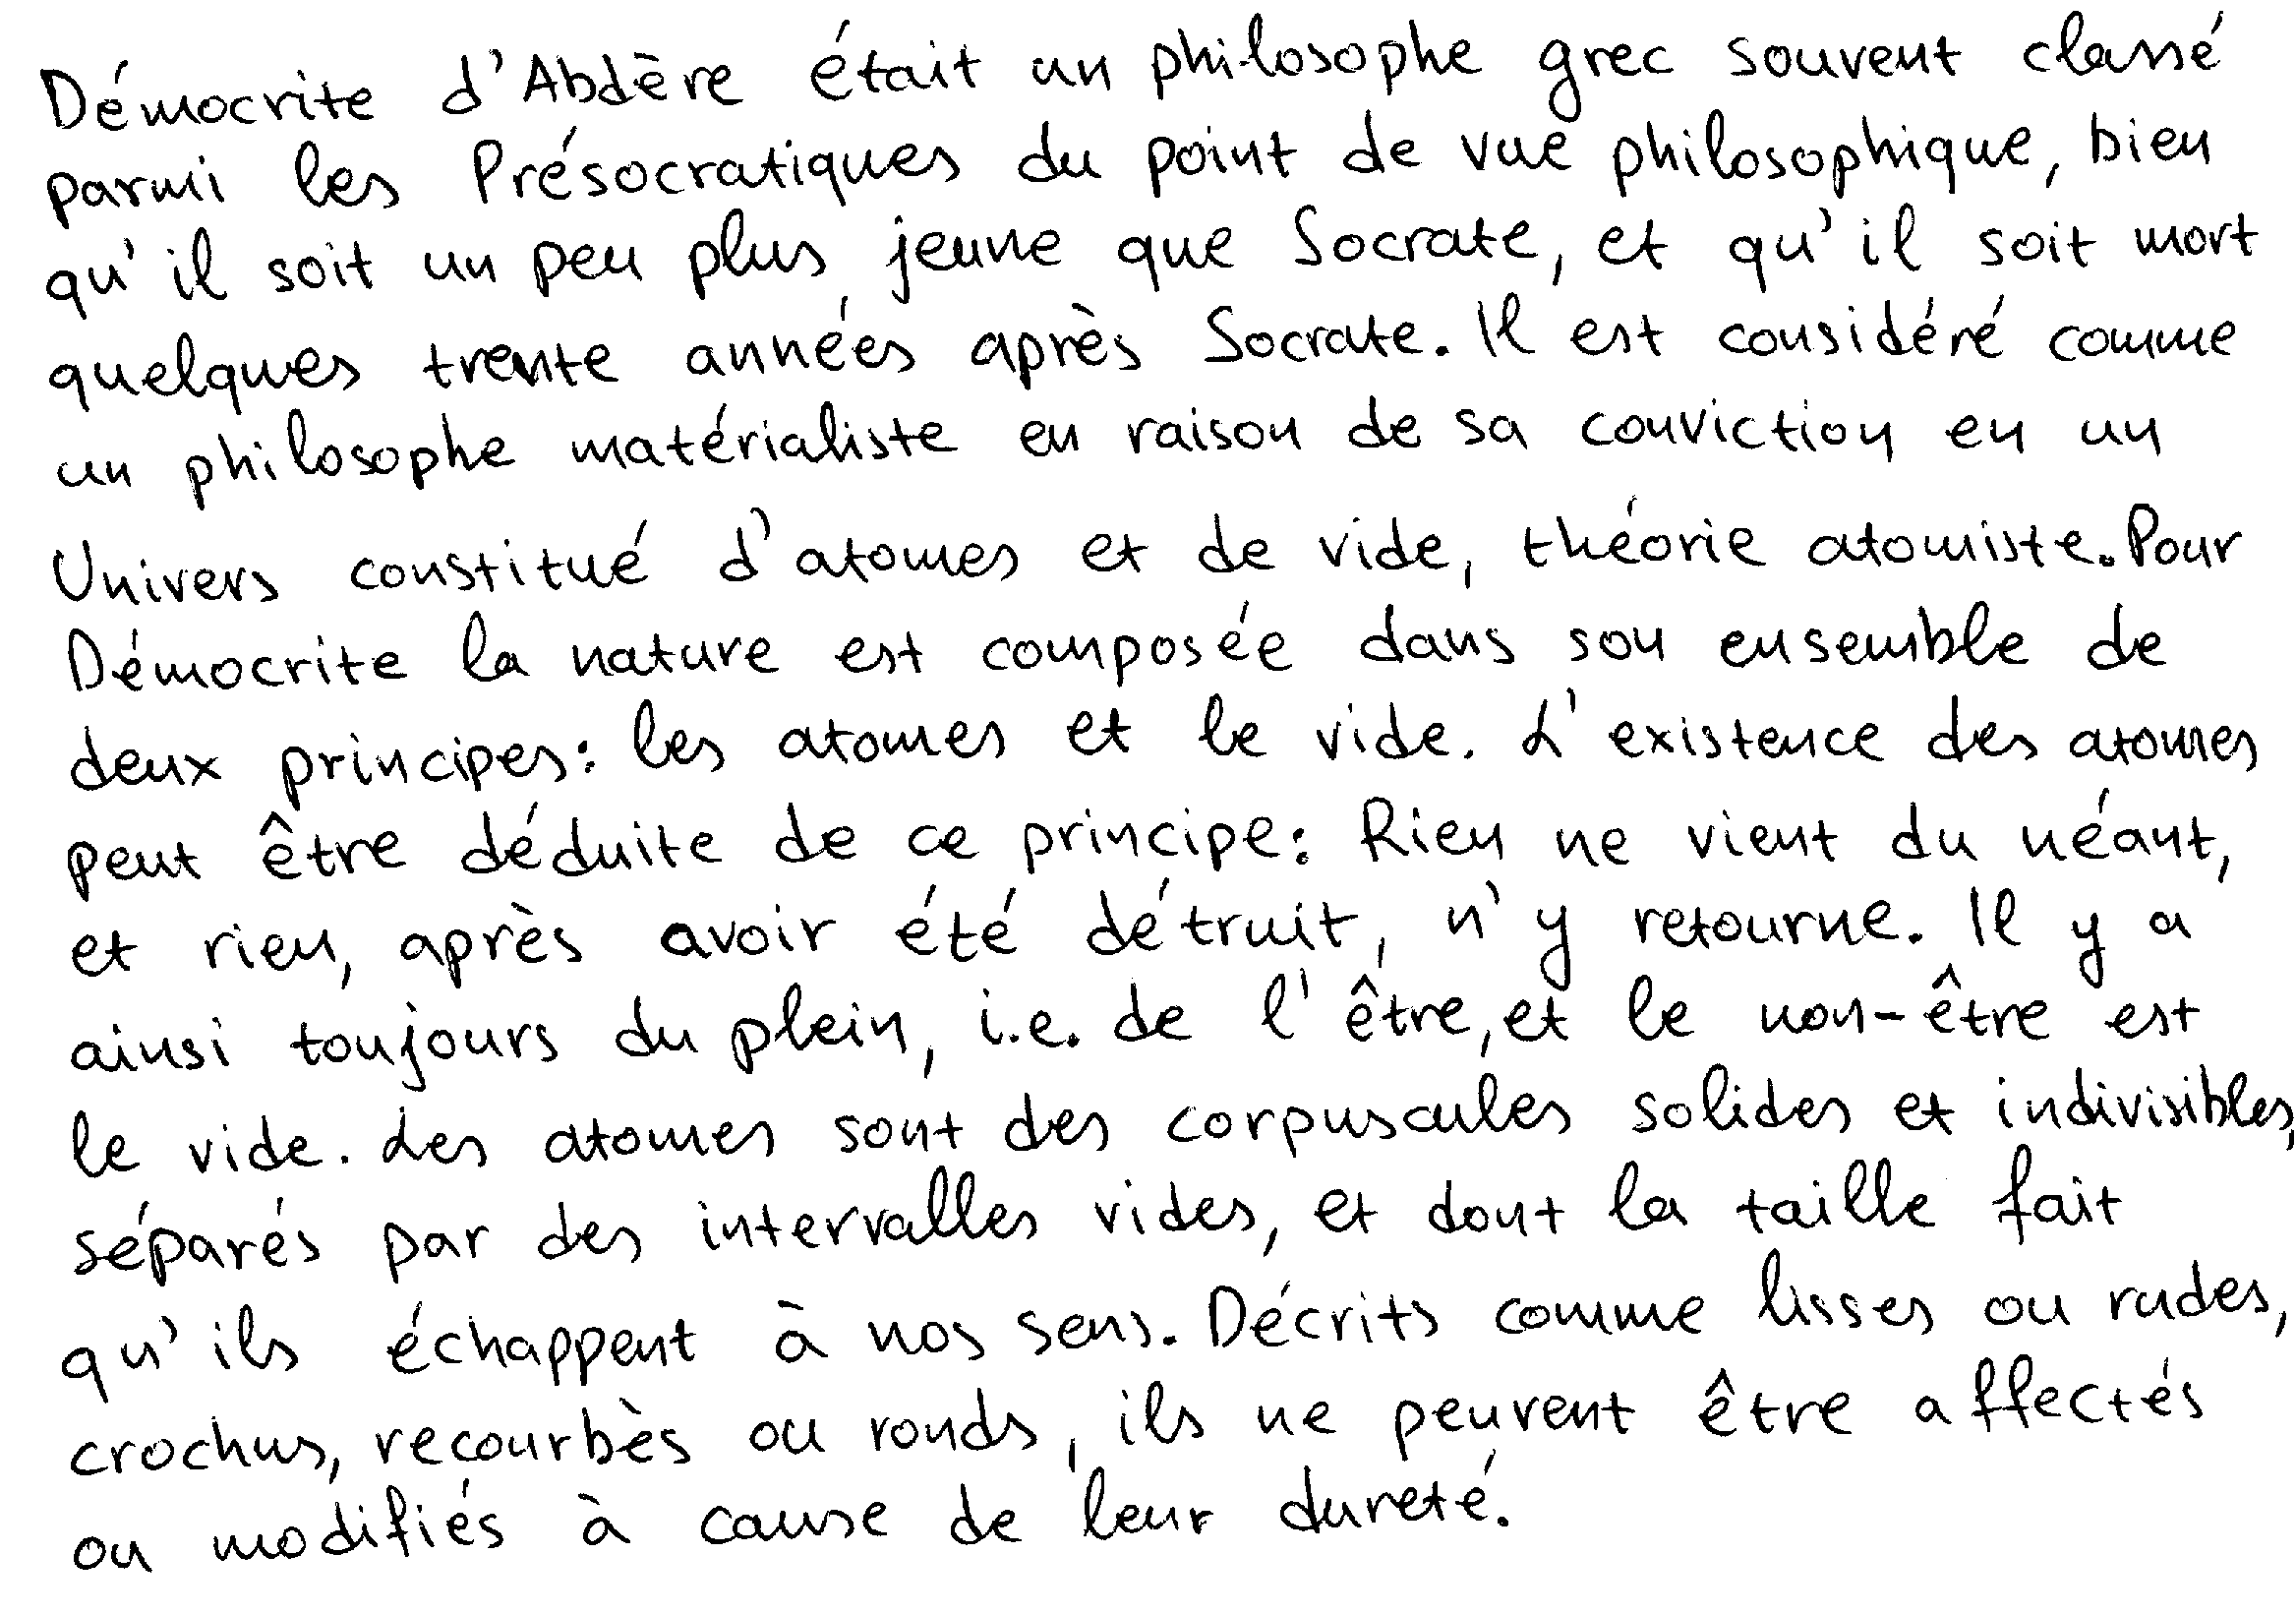 Démocrite d'Abdère était un philosophe grec souvent classé
parmi les Présocratiques du point de vue philosophique, bien
qu'il soit un peu plus jeune que Socrate, et qu'il soit mort
quelques trente années après Socrate. Il est considéré comme
un philosophe matérialiste en raison de sa conviction en un
Univers constitué d'atomes et de vide, théorie atomiste. Pour
Démocrite la nature est composée dans son ensemble de
deux principes: les atomes et le vide. L'existence des atomes
peut être déduite de ce principe: Rien ne vient du néant,
et rien, après avoir été détruit, n'y retourne. Il y a
ainsi toujours du plein, i.e. de l'être, et le non-être est
le vide. Les atomes sont des corpuscules solides et indivisibles,
séparés par des intervalles vides, et dont la taille fait
qu'ils échappent à nos sens. Décrits comme lisses ou rudes,
crochus, recourbès ou ronds, ils ne peuvent être affectés
ou modifiés à cause de leur dureté.